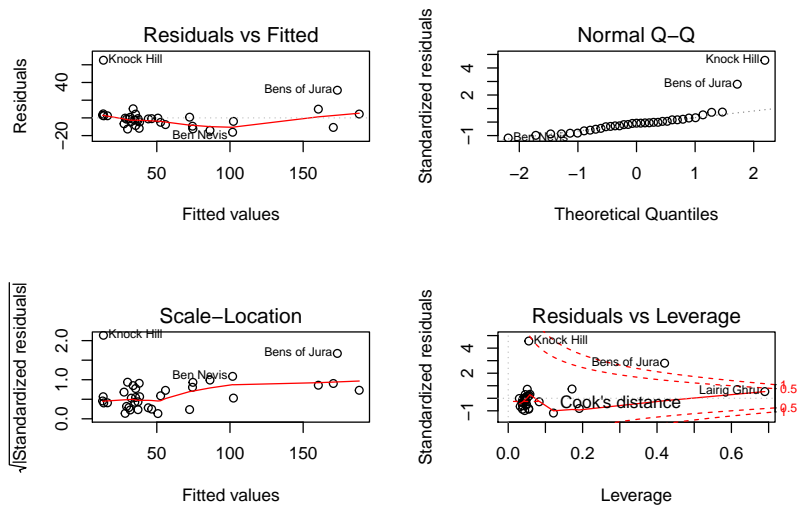 Residuals vs Fitted
Residuals
−20
40
Knock Hill
Bens of Jura
Ben Nevis
50
100
150
Fitted values
Normal Q−Q
Standardized residuals
−1
2
4
Knock Hill
Bens of Jura
Ben Nevis
−2
−1
0
1
2
Theoretical Quantiles
Scale−Location
√|Standardized residuals|
0.0
1.0
2.0
Knock Hill
Bens of Jura
Ben Nevis
50
100
150
Fitted values
Residuals vs Leverage
Standardized residuals
−1
2
4
Knock Hill
Bens of Jura
Lairig Ghru
Cook's distance
1
0.5
0.5
1
0.0
0.2
0.4
0.6
Leverage